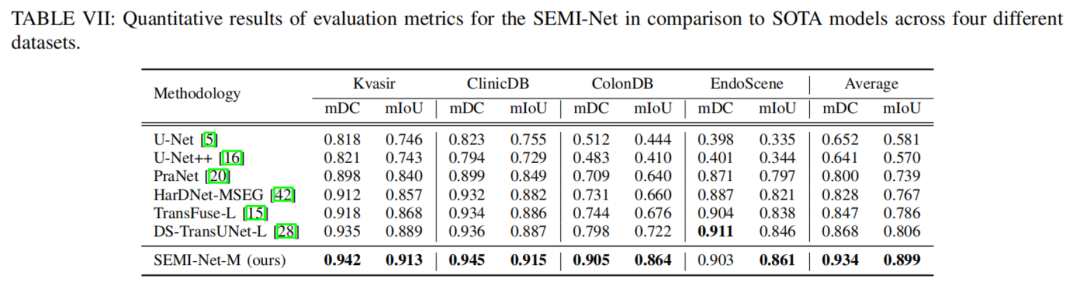 TABLE VII: Quantitative results of evaluation metrics for the SEMI-Net in comparison to SOTA models across four different
datasets.
Methodology Kvasir ClinicDB ColonDB EndoScene Average
mDC mIoU mDC mIoU mDC mIoU mDC mIoU mDC mIoU
U-Net [5] 0.818 0.746 0.823 0.755 0.512 0.444 0.398 0.335 0.652 0.581
U-Net++ [16] 0.821 0.743 0.794 0.729 0.483 0.410 0.401 0.344 0.641 0.570
PraNet [20] 0.898 0.840 0.899 0.849 0.709 0.640 0.871 0.797 0.800 0.739
HarDNet-MSEG [42] 0.912 0.857 0.932 0.882 0.731 0.660 0.887 0.821 0.828 0.767
TransFuse-L [15] 0.918 0.868 0.934 0.886 0.744 0.676 0.904 0.838 0.847 0.786
DS-TransUNet-L [28] 0.935 0.889 0.936 0.887 0.798 0.722 0.911 0.846 0.868 0.806
SEMI-Net-M (ours) 0.942 0.913 0.945 0.915 0.905 0.864 0.903 0.861 0.934 0.899